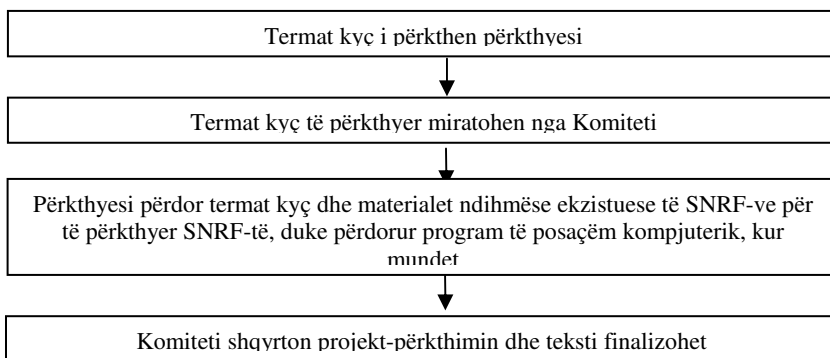 Termat kyç i përkthen përkthyesi
Termat kyç të përkthyer miratohen nga Komiteti
Përkthyesi përdor termat kyç dhe materialet ndihmëse ekzistuese të SNRF-ve për
të përkthyer SNRF-të, duke përdorur program të posaçëm kompjuterik, kur
mundet
Komiteti shqyrton projekt-përkthimin dhe teksti finalizohet